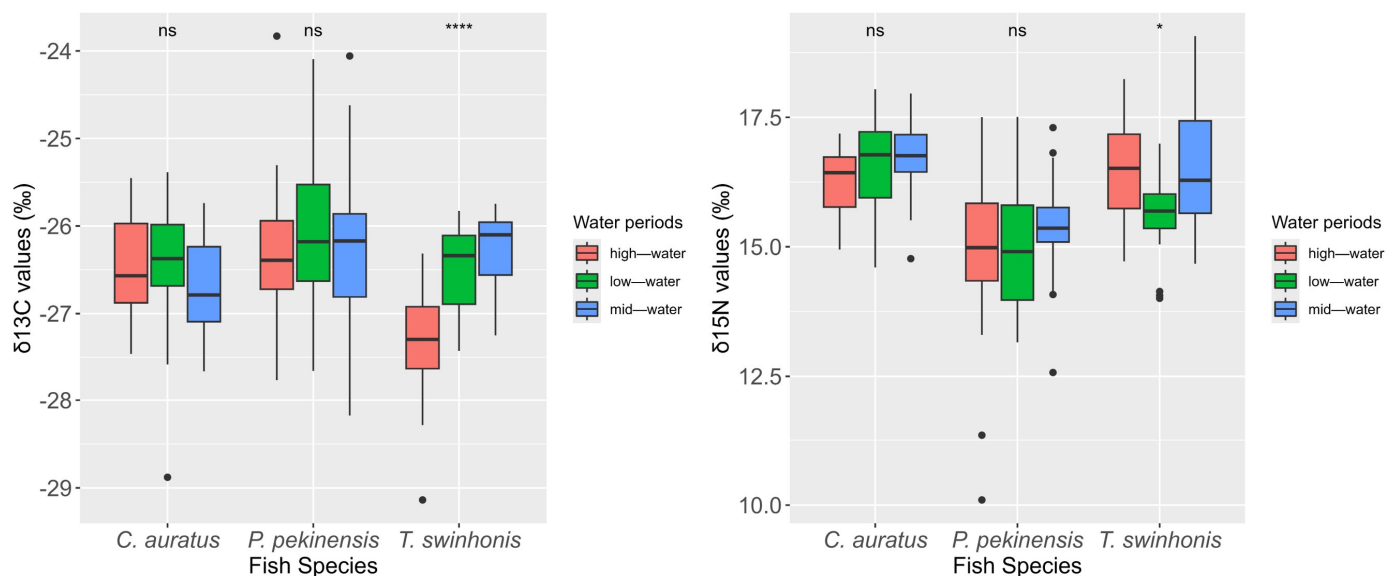 ns
ns
****
-24
-25
-26
-27
-28
-29
δ13C values (‰)
C. auratus
P. pekinensis
T. swinhonis
Fish Species
Water periods
high—water
low—water
mid—water
ns
ns
*
17.5
15.0
12.5
10.0
δ15N values (‰)
C. auratus
P. pekinensis
T. swinhonis
Fish Species
Water periods
high—water
low—water
mid—water